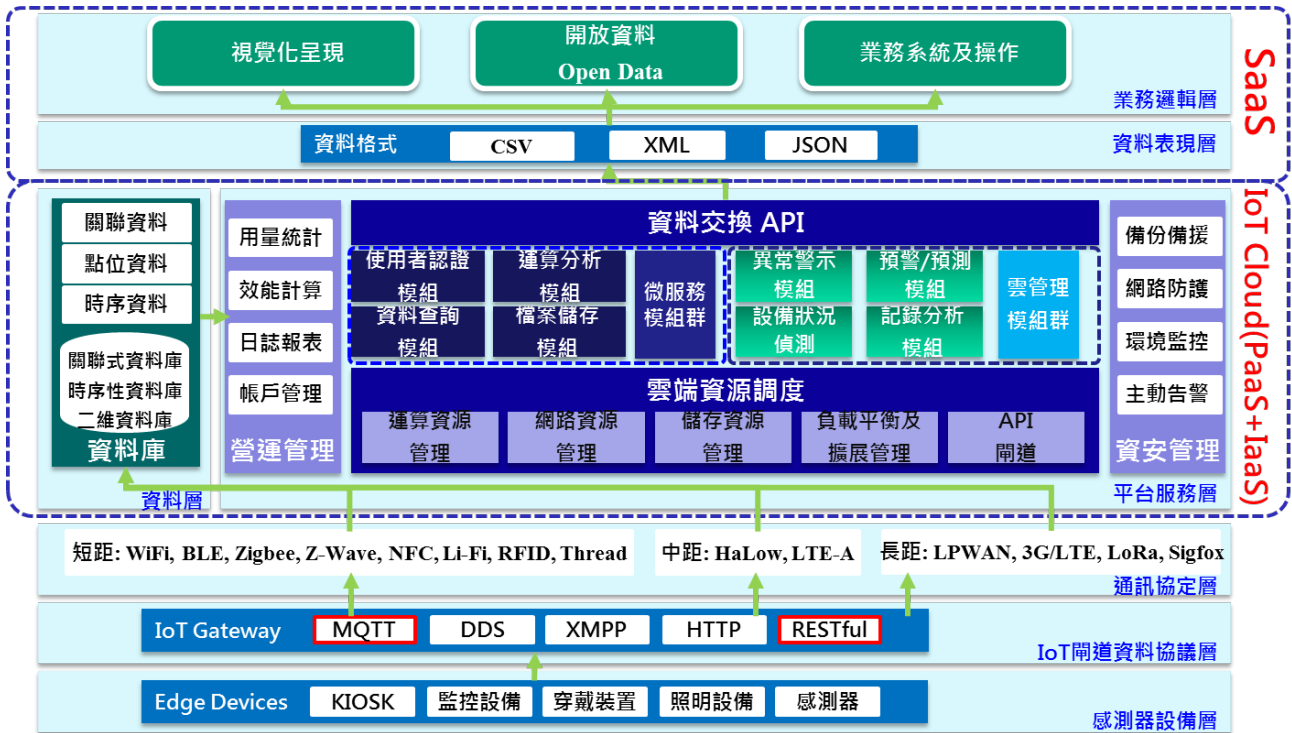 視覺化呈現
開放資料
Open Data
業務系統及操作
業務邏輯層
SaaS
資料格式
CSV
XML
JSON
資料表現層
關聯資料
點位資料
時序資料
關聯式資料庫
時序性資料庫
二維資料庫
資料庫
資料層
用量統計
效能計算
日誌報表
帳戶管理
營運管理
資料交換 API
使用者認證
模組
運算分析
模組
資料查詢
模組
檔案儲存
模組
微服務
模組群
異常警示
模組
預警/預測
模組
設備狀況
偵測
記錄分析
模組
雲管理
模組群
雲端資源調度
運算資源
管理
網路資源
管理
儲存資源
管理
負載平衡及
擴展管理
API
閘道
備份備援
網路防護
環境監控
主動告警
資安管理
平台服務層
IoT Cloud(PaaS+IaaS)
短距: WiFi, BLE, Zigbee, Z-Wave, NFC, Li-Fi, RFID, Thread
中距: HaLow, LTE-A
長距: LPWAN, 3G/LTE, LoRa, Sigfox
通訊協定層
IoT Gateway
MQTT
DDS
XMPP
HTTP
RESTful
IoT閘道資料協議層
Edge Devices
KIOSK
監控設備
穿戴裝置
照明設備
感測器
感測器設備層